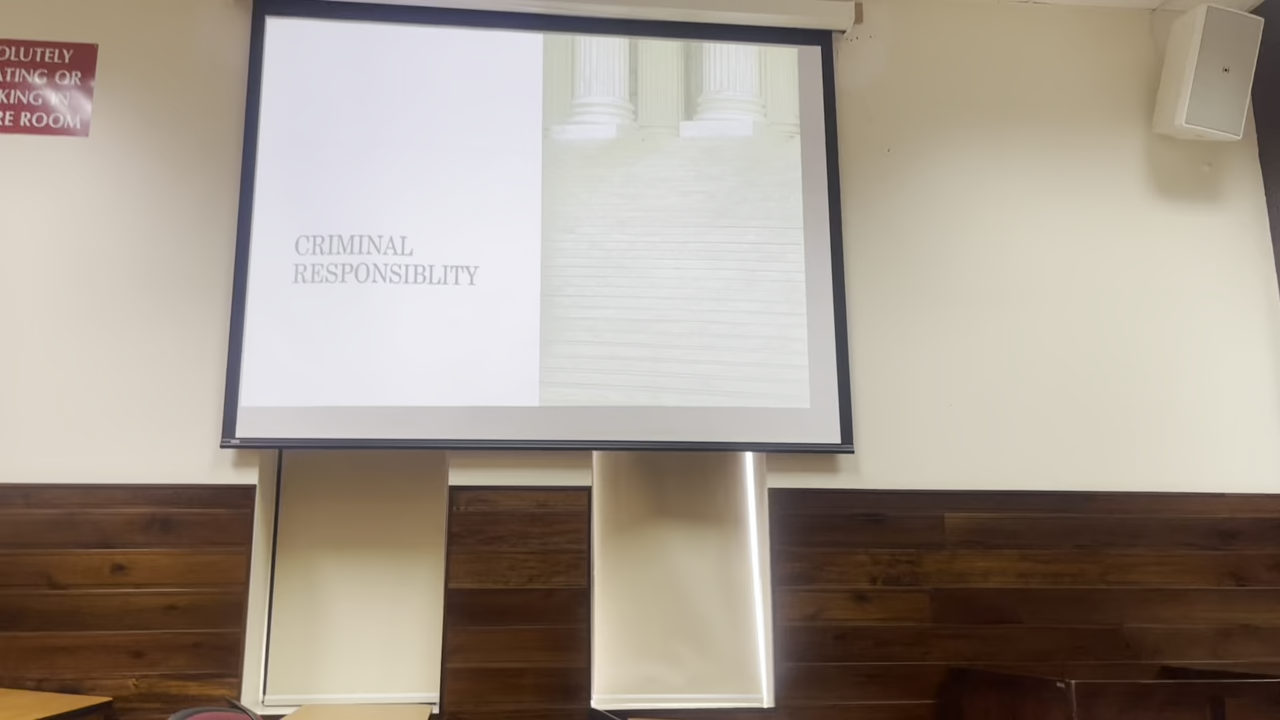 OLUTELY
ATING OR
KING IN
RE ROOM
CRIMINAL
RESPONSIBLITY